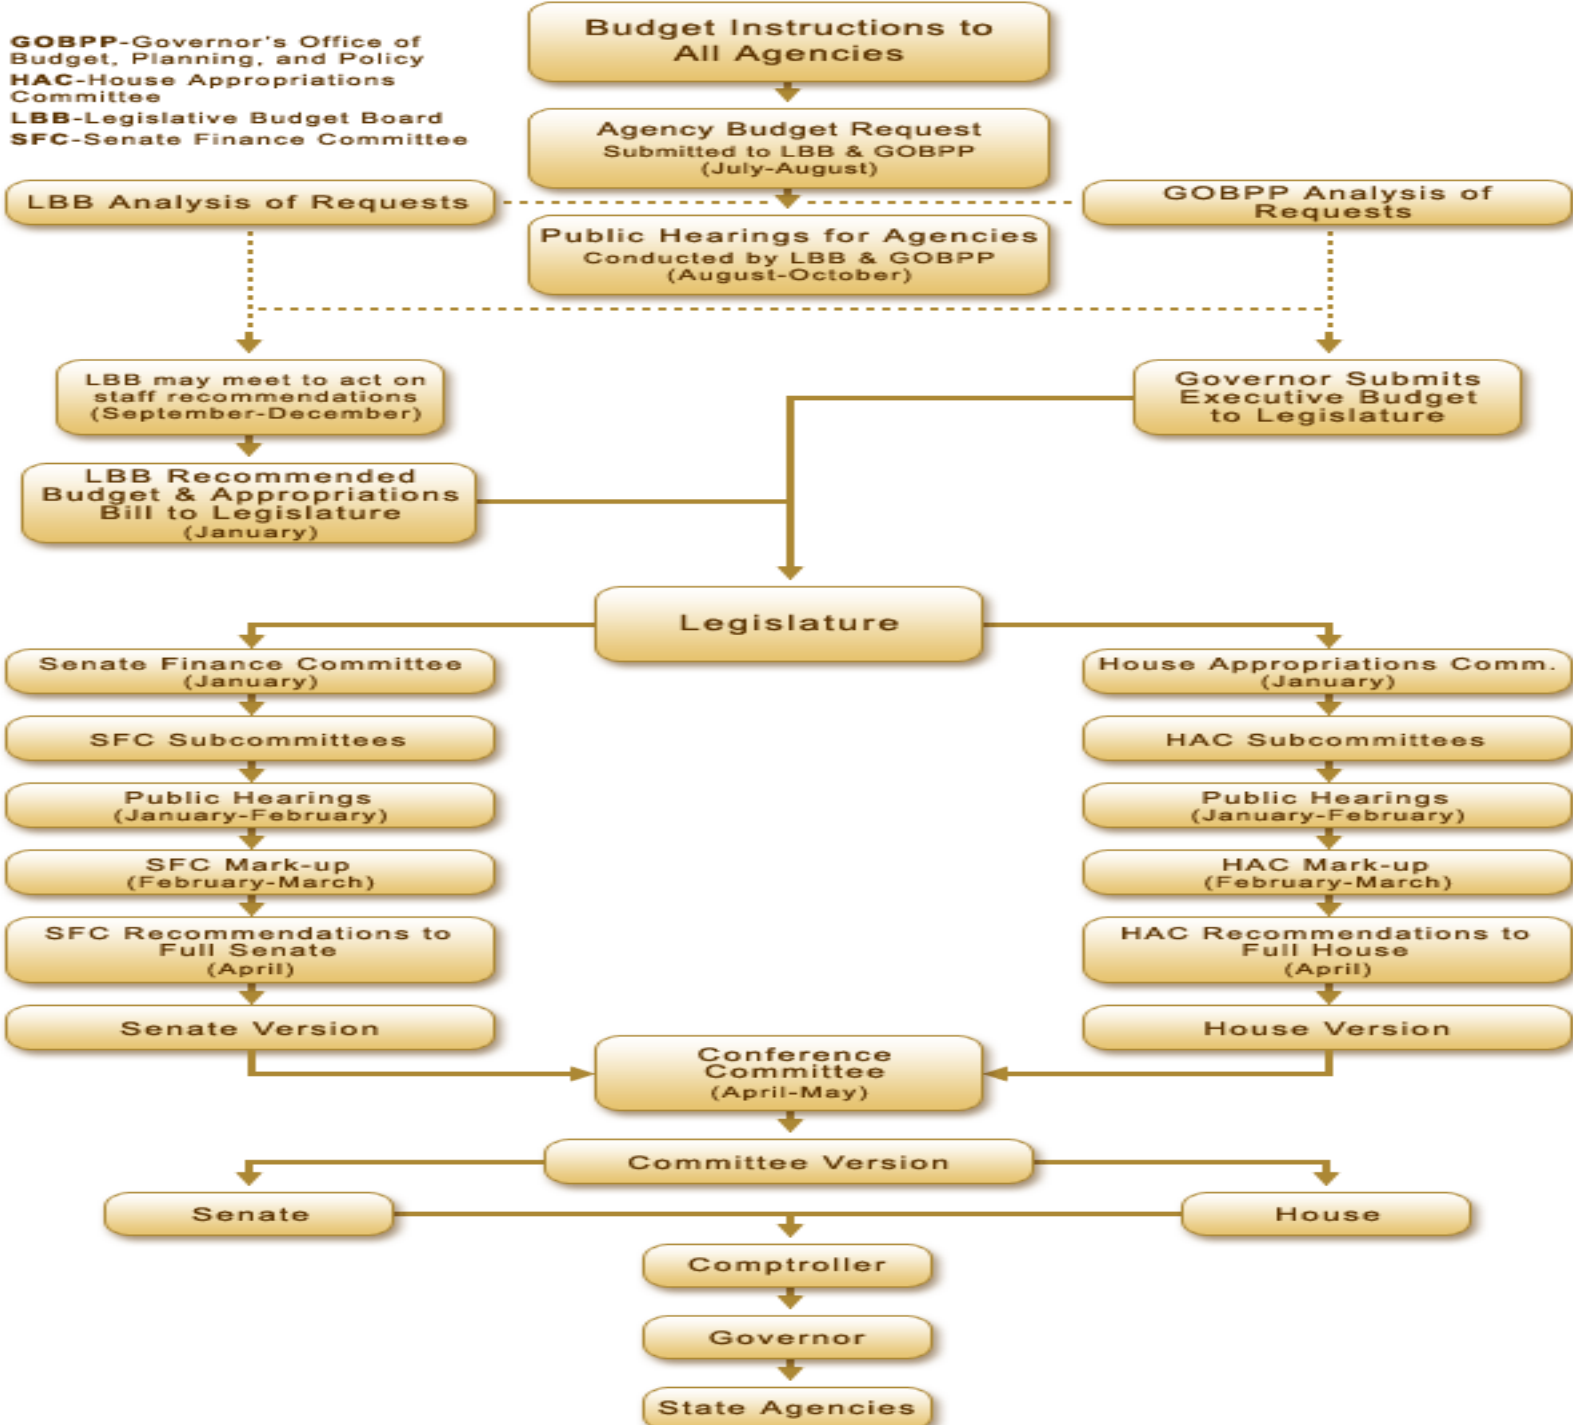 GOBPP-Governor's Office of
Budget, Planning, and Policy
HAC-House Appropriations
Committee
LBB-Legislative Budget Board
SFC-Senate Finance Committee
Budget Instructions to
All Agencies
Agency Budget Request
Submitted to LBB & GOBPP
(July-August)
LBB Analysis of Requests
GOBPP Analysis of
Requests
Public Hearings for Agencies
Conducted by LBB & GOBPP
(August-October)
LBB may meet to act on
staff recommendations
(September-December)
Governor Submits
Executive Budget
to Legislature
LBB Recommended
Budget & Appropriations
Bill to Legislature
(January)
Legislature
Senate Finance Committee
(January)
House Appropriations Comm.
(January)
SFC Subcommittees
HAC Subcommittees
Public Hearings
(January-February)
Public Hearings
(January-February)
SFC Mark-up
(February-March)
HAC Mark-up
(February-March)
SFC Recommendations to
Full Senate
(April)
HAC Recommendations to
Full House
(April)
Senate Version
House Version
Conference
Committee
(April-May)
Committee Version
Senate
House
Comptroller
Governor
State Agencies